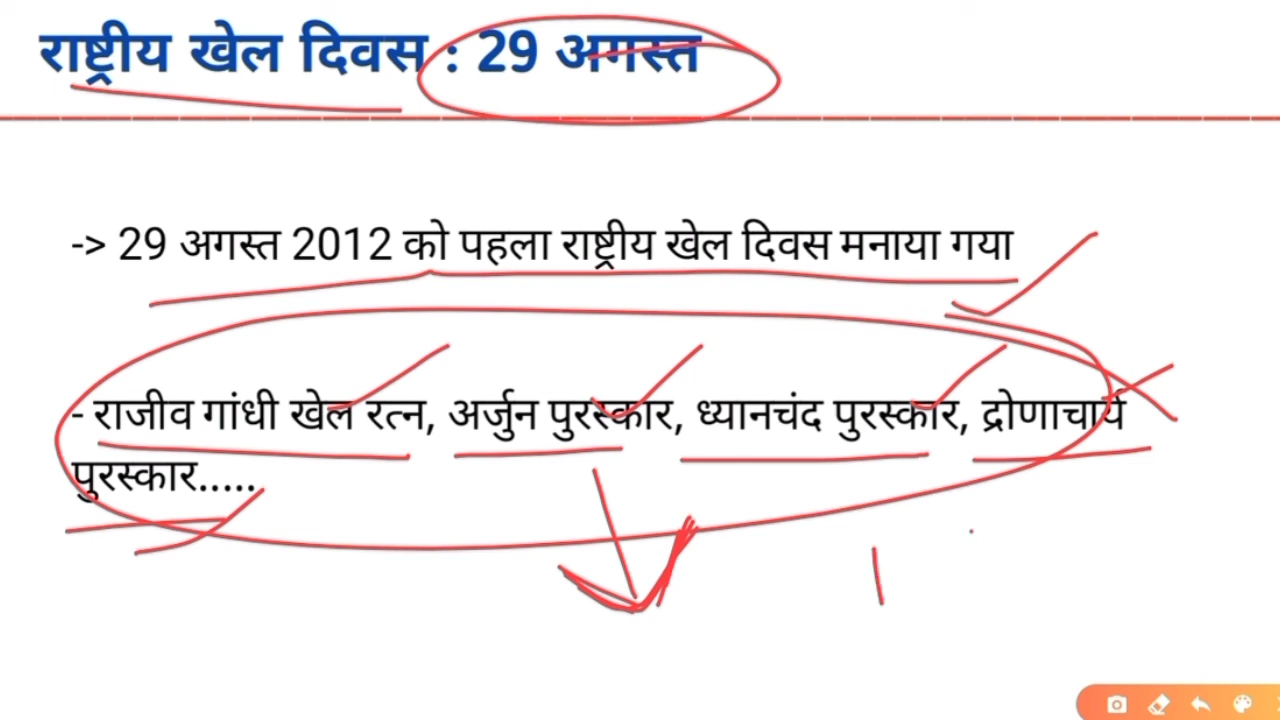 राष्ट्रीय खेल दिवस : 29 अगस्त
-> 29 अगस्त 2012 को पहला राष्ट्रीय खेल दिवस मनाया गया
- राजीव गांधी खेल रत्न, अर्जुन पुरस्कार, ध्यानचंद पुरस्कार, द्रोणाचार्य
पुरस्कार.....